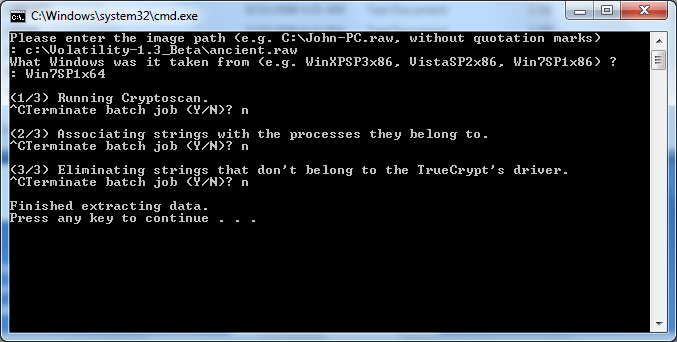 C:\Windows\system32\cmd.exe
Please enter the image path (e.g. C:\John-PC.raw, without quotation marks)
: c:\Volatility-1.3_Beta\ancient.raw
What Windows was it taken from (e.g. WinXPSP3x86, VistaSP2x86, Win7SP1x86) ?
: Win7SP1x64
(1/3) Running Cryptoscan.
^CTerminate batch job (Y/N)? n
(2/3) Associating strings with the processes they belong to.
^CTerminate batch job (Y/N)? n
(3/3) Eliminating strings that don't belong to the TrueCrypt's driver.
^CTerminate batch job (Y/N)? n
Finished extracting data.
Press any key to continue . . .